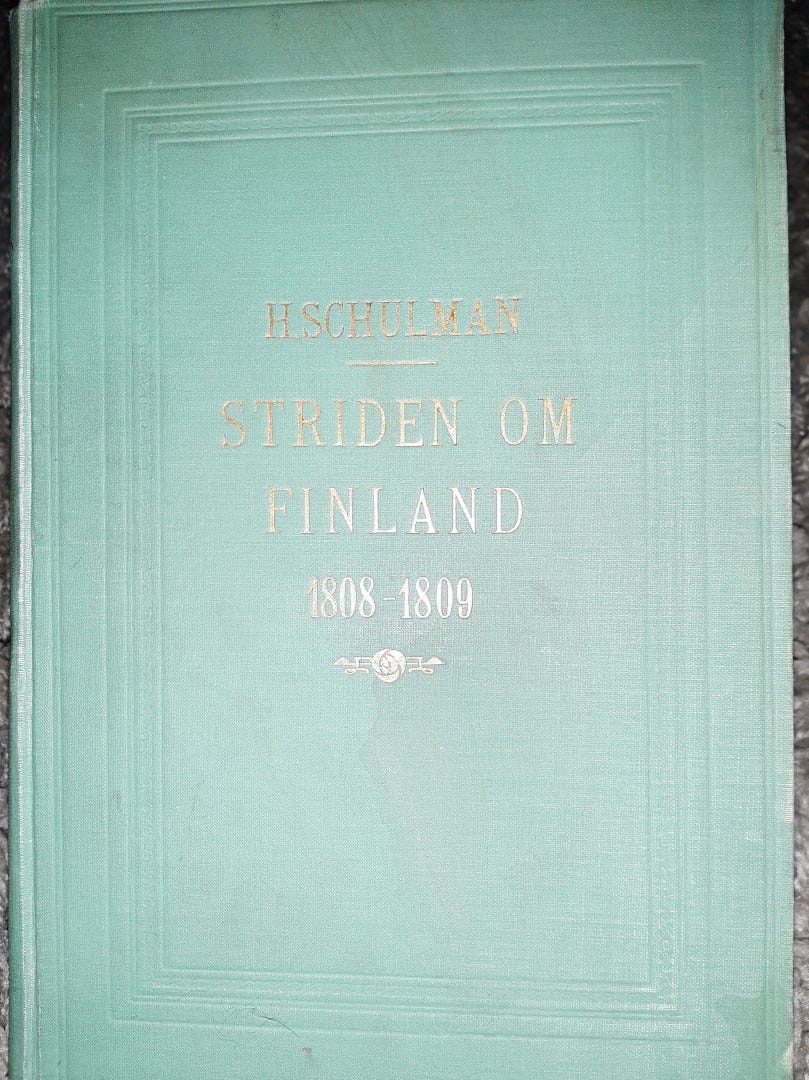 H. SCHULMAN
STRIDEN OM
FINLAND
1808-1809